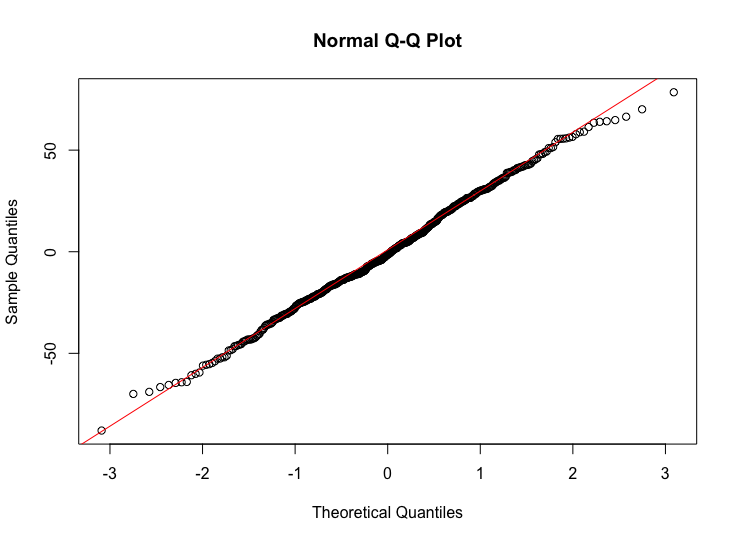 Normal Q-Q Plot
50
0
-50
Sample Quantiles
-3 -2 -1 0 1 2 3
Theoretical Quantiles